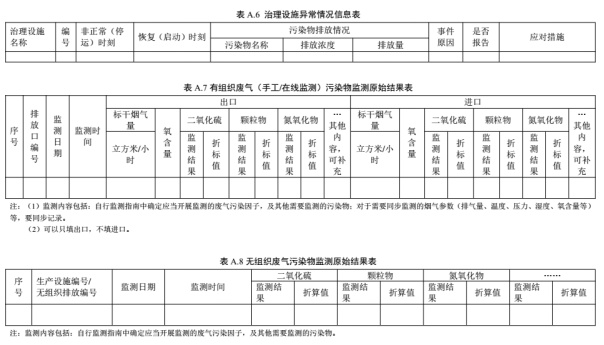 表 A.6 治理设施异常情况信息表
治理设施名称 编号 非正常（停运）时刻 恢复（启动）时刻 污染物排放情况 事件原因 是否报告 应对措施
污染物名称 排放浓度 排放量
表 A.7 有组织废气（手工/在线监测）污染物监测原始结果表
序号 排放口编号 监测日期 监测时间 出口 进口
标干烟气量 氧含量 二氧化硫 颗粒物 氮氧化物 …其他内容，可补充 标干烟气量 氧含量 二氧化硫 颗粒物 氮氧化物 …其他内容，可补充
立方米/小时 监测结果 折标值 监测结果 折标值 监测结果 折标值 立方米/小时 监测结果 折标值 监测结果 折标值 监测结果 折标值
注：（1）监测内容包括：自行监测指南中确定应当开展监测的废气污染因子，及其他需要监测的污染物；对于需要同步监测的烟气参数（排气量、温度、压力、湿度、氧含量等）
等，要同步记录。
（2）可以只填出口，不填进口。
表 A.8 无组织废气污染物监测原始结果表
序号 生产设施编号/无组织排放编号 监测日期 监测时间 二氧化硫 颗粒物 氮氧化物 ……
监测结果 折算值 监测结果 折算值 监测结果 折算值 监测结果 折算值
注：监测内容包括：自行监测指南中确定应当开展监测的废气污染因子，及其他需要监测的污染物。